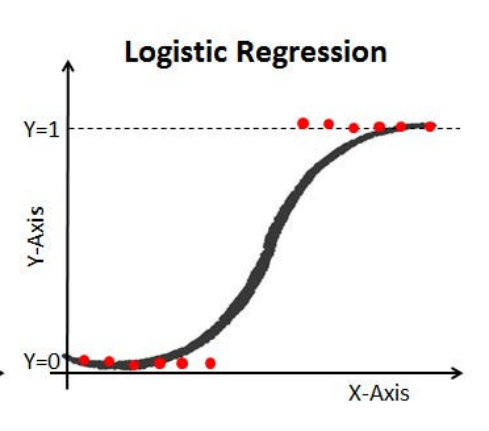 Logistic Regression
Y=1
Y-Axis
Y=0
X-Axis